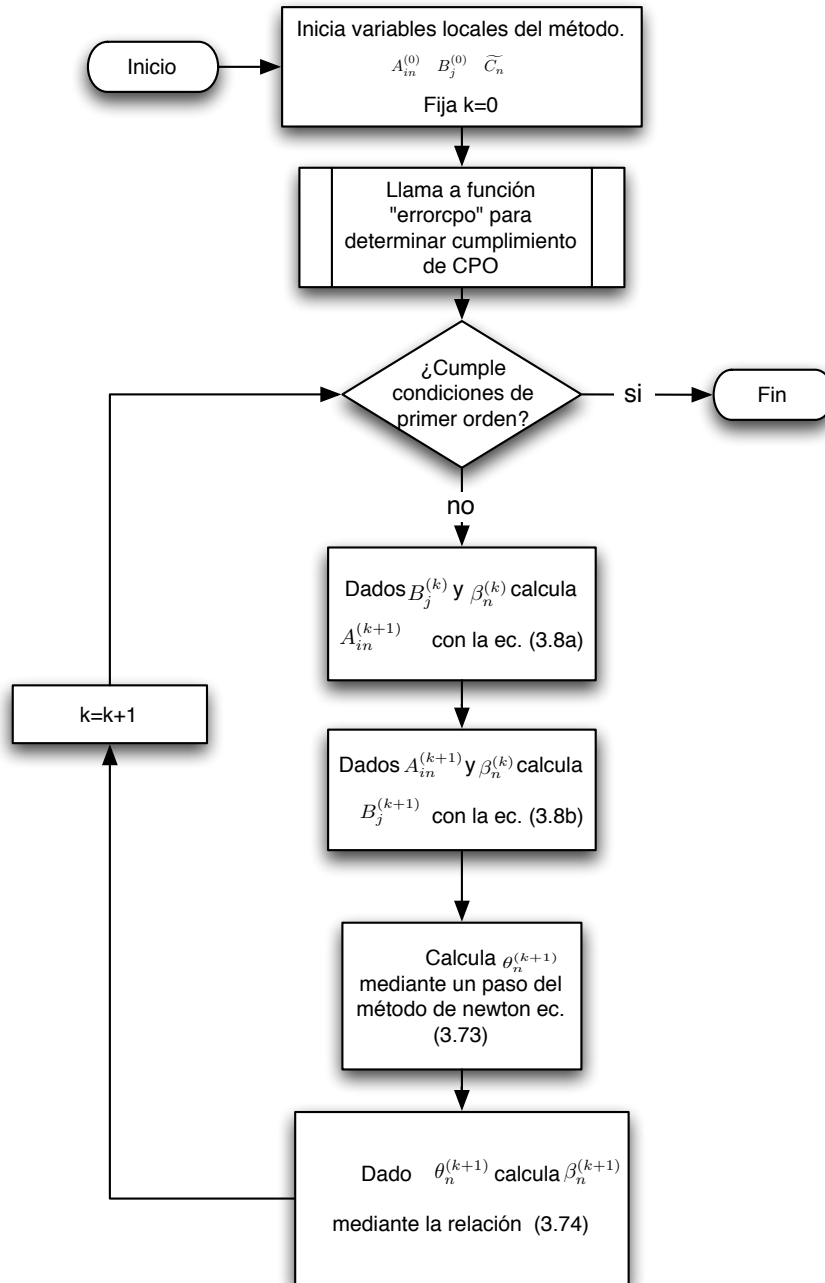 Inicio
Inicia variables locales del método.
$A_{in}^{(0)}$ $B_j^{(0)}$ $\widetilde{C_n}$
Fija k=0
Llama a función
"errorcpo" para
determinar cumplimiento
de CPO
¿Cumple
condiciones de
primer orden?
si
Fin
no
Dados $B_j^{(k)}$ y $\beta_n^{(k)}$ calcula
$A_{in}^{(k+1)}$ con la ec. (3.8a)
k=k+1
Dados $A_{in}^{(k+1)}$ y $\beta_n^{(k)}$ calcula
$B_j^{(k+1)}$ con la ec. (3.8b)
Calcula $\theta_n^{(k+1)}$
mediante un paso del
método de newton ec.
(3.73)
Dado $\theta_n^{(k+1)}$ calcula $\beta_n^{(k+1)}$
mediante la relación (3.74)